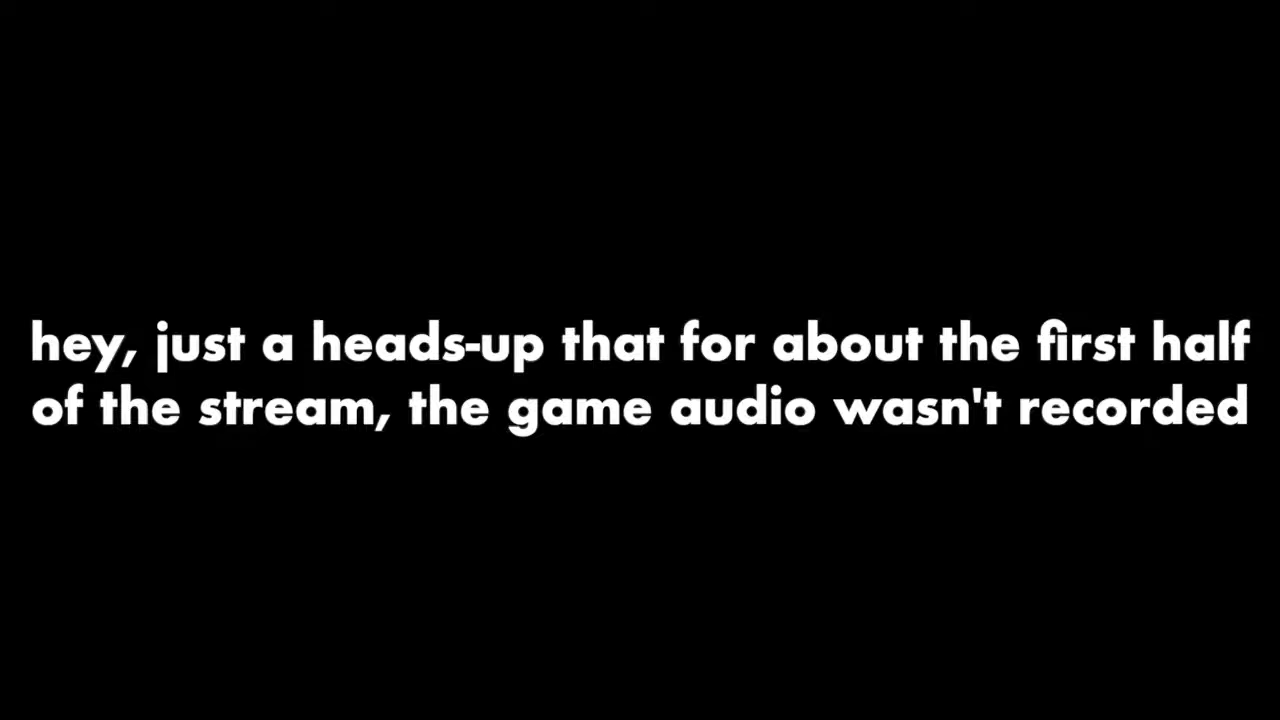 hey, just a heads-up that for about the first half
of the stream, the game audio wasn't recorded